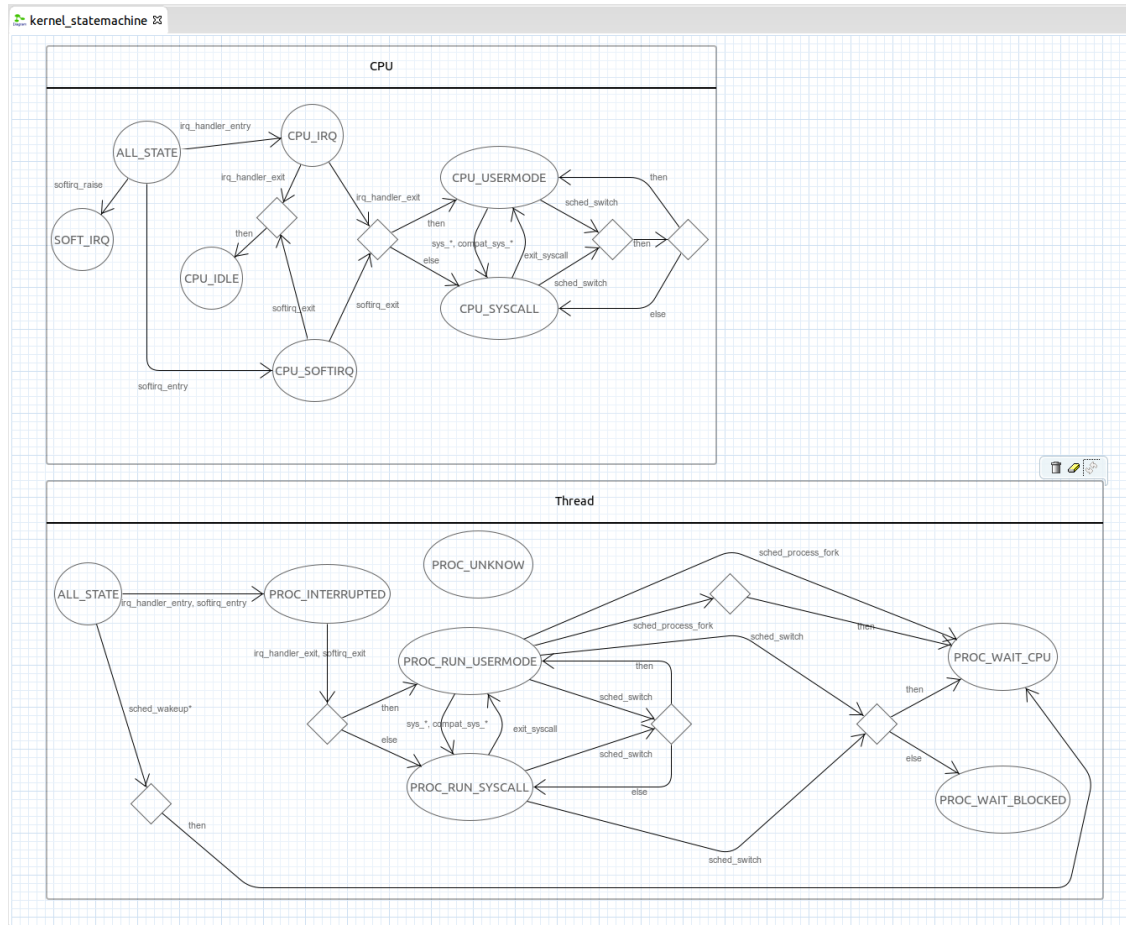 kernel_statemachine
CPU
irq_handler_entry
CPU_IRQ
ALL_STATE
softirq_raise
irq_handler_exit
irq_handler_exit
CPU_USERMODE
then
sched_switch
SOFT_IRQ
then
then
sys_*, compat_sys_*
then
else
exit_syscall
CPU_IDLE
sched_switch
softirq_exit
softirq_exit
CPU_SYSCALL
else
CPU_SOFTIRQ
softirq_entry
Thread
sched_process_fork
PROC_UNKNOW
ALL_STATE
irq_handler_entry, softirq_entry
PROC_INTERRUPTED
sched_process_fork
then
sched_switch
irq_handler_exit, softirq_exit
PROC_RUN_USERMODE
then
PROC_WAIT_CPU
then
sched_switch
then
sched_wakeup*
sys_*, compat_sys_*
exit_syscall
else
sched_switch
else
PROC_RUN_SYSCALL
else
PROC_WAIT_BLOCKED
then
sched_switch